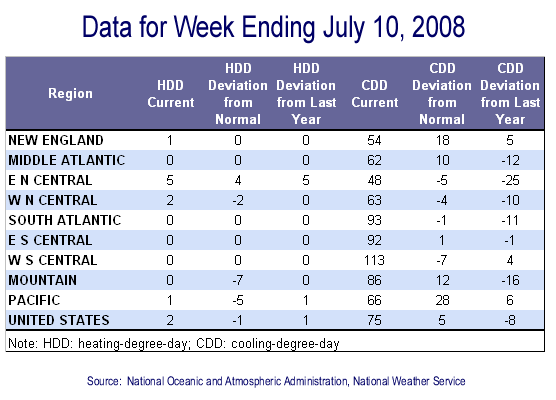 Data for Week Ending July 10, 2008
Region HDD Current HDD Deviation from Normal HDD Deviation from Last Year CDD Current CDD Deviation from Normal CDD Deviation from Last Year
NEW ENGLAND 1 0 0 54 18 5
MIDDLE ATLANTIC 0 0 0 62 10 -12
E N CENTRAL 5 4 5 48 -5 -25
W N CENTRAL 2 -2 0 63 -4 -10
SOUTH ATLANTIC 0 0 0 93 -1 -11
E S CENTRAL 0 0 0 92 1 -1
W S CENTRAL 0 0 0 113 -7 4
MOUNTAIN 0 -7 0 86 12 -16
PACIFIC 1 -5 1 66 28 6
UNITED STATES 2 -1 1 75 5 -8
Note: HDD: heating-degree-day; CDD: cooling-degree-day
Source: National Oceanic and Atmospheric Administration, National Weather Service